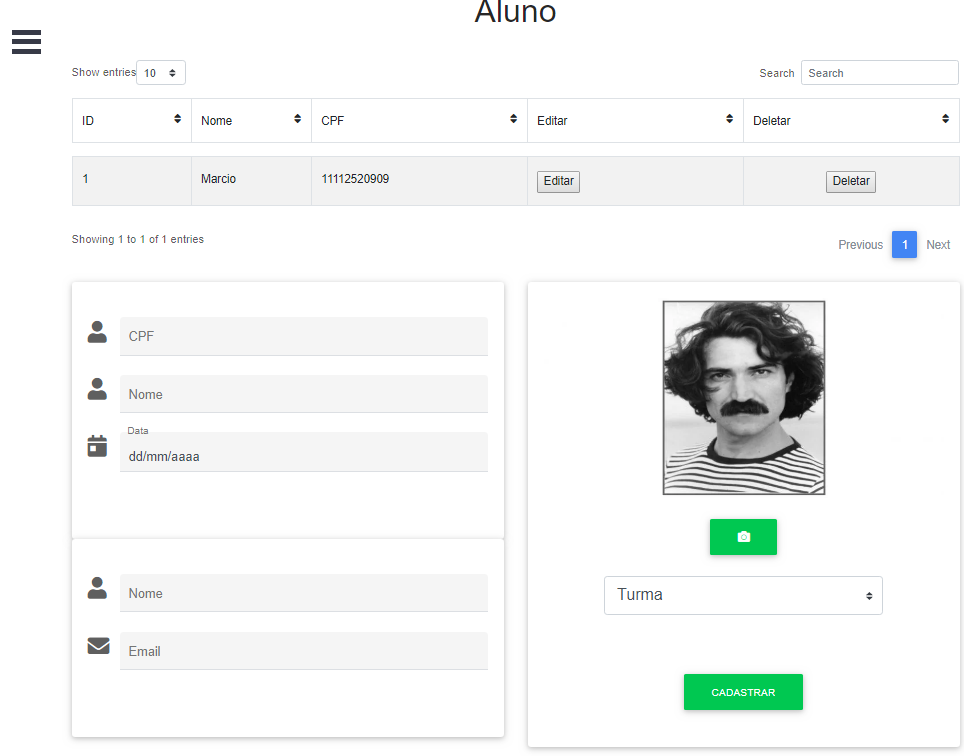 Aluno
Show entries 10
Search Search
ID Nome CPF Editar Deletar
1 Marcio 11112520909 Editar Deletar
Showing 1 to 1 of 1 entries
Previous 1 Next
CPF
Nome
Data
dd/mm/aaaa
Nome
Email
Turma
CADASTRAR